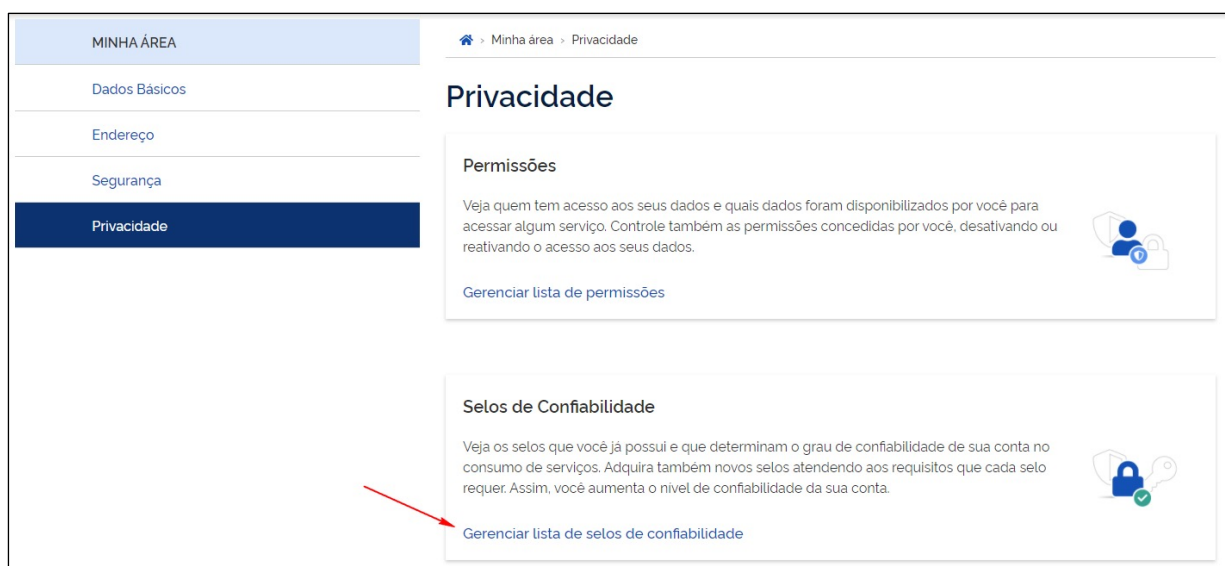 MINHA ÁREA
Dados Básicos
Endereço
Segurança
Privacidade
› Minha área › Privacidade
Privacidade
Permissões
Veja quem tem acesso aos seus dados e quais dados foram disponibilizados por você para
acessar algum serviço. Controle também as permissões concedidas por você, desativando ou
reativando o acesso aos seus dados.
Gerenciar lista de permissões
Selos de Confiabilidade
Veja os selos que você já possui e que determinam o grau de confiabilidade de sua conta no
consumo de serviços. Adquira também novos selos atendendo aos requisitos que cada selo
requer. Assim, você aumenta o nível de confiabilidade da sua conta.
Gerenciar lista de selos de confiabilidade